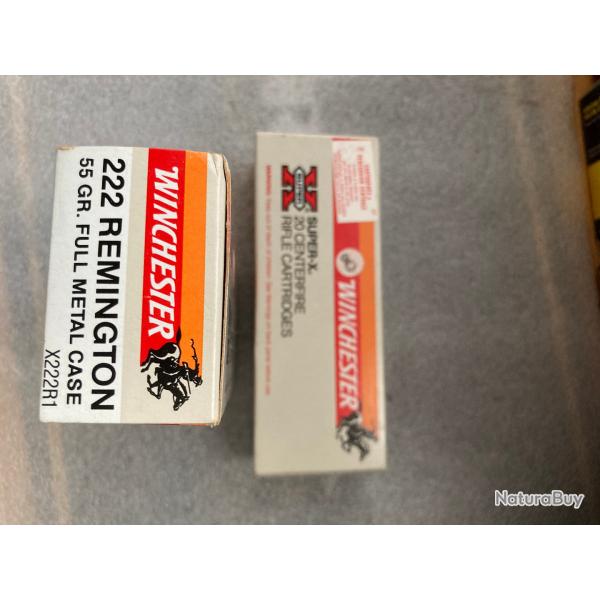 WINCHESTER
222 REMINGTON
55 GR. FULL METAL CASE
X222R1
WINCHESTER
X
SUPER-X
20 CENTERFIRE
RIFLE CARTRIDGES
NaturaBuy